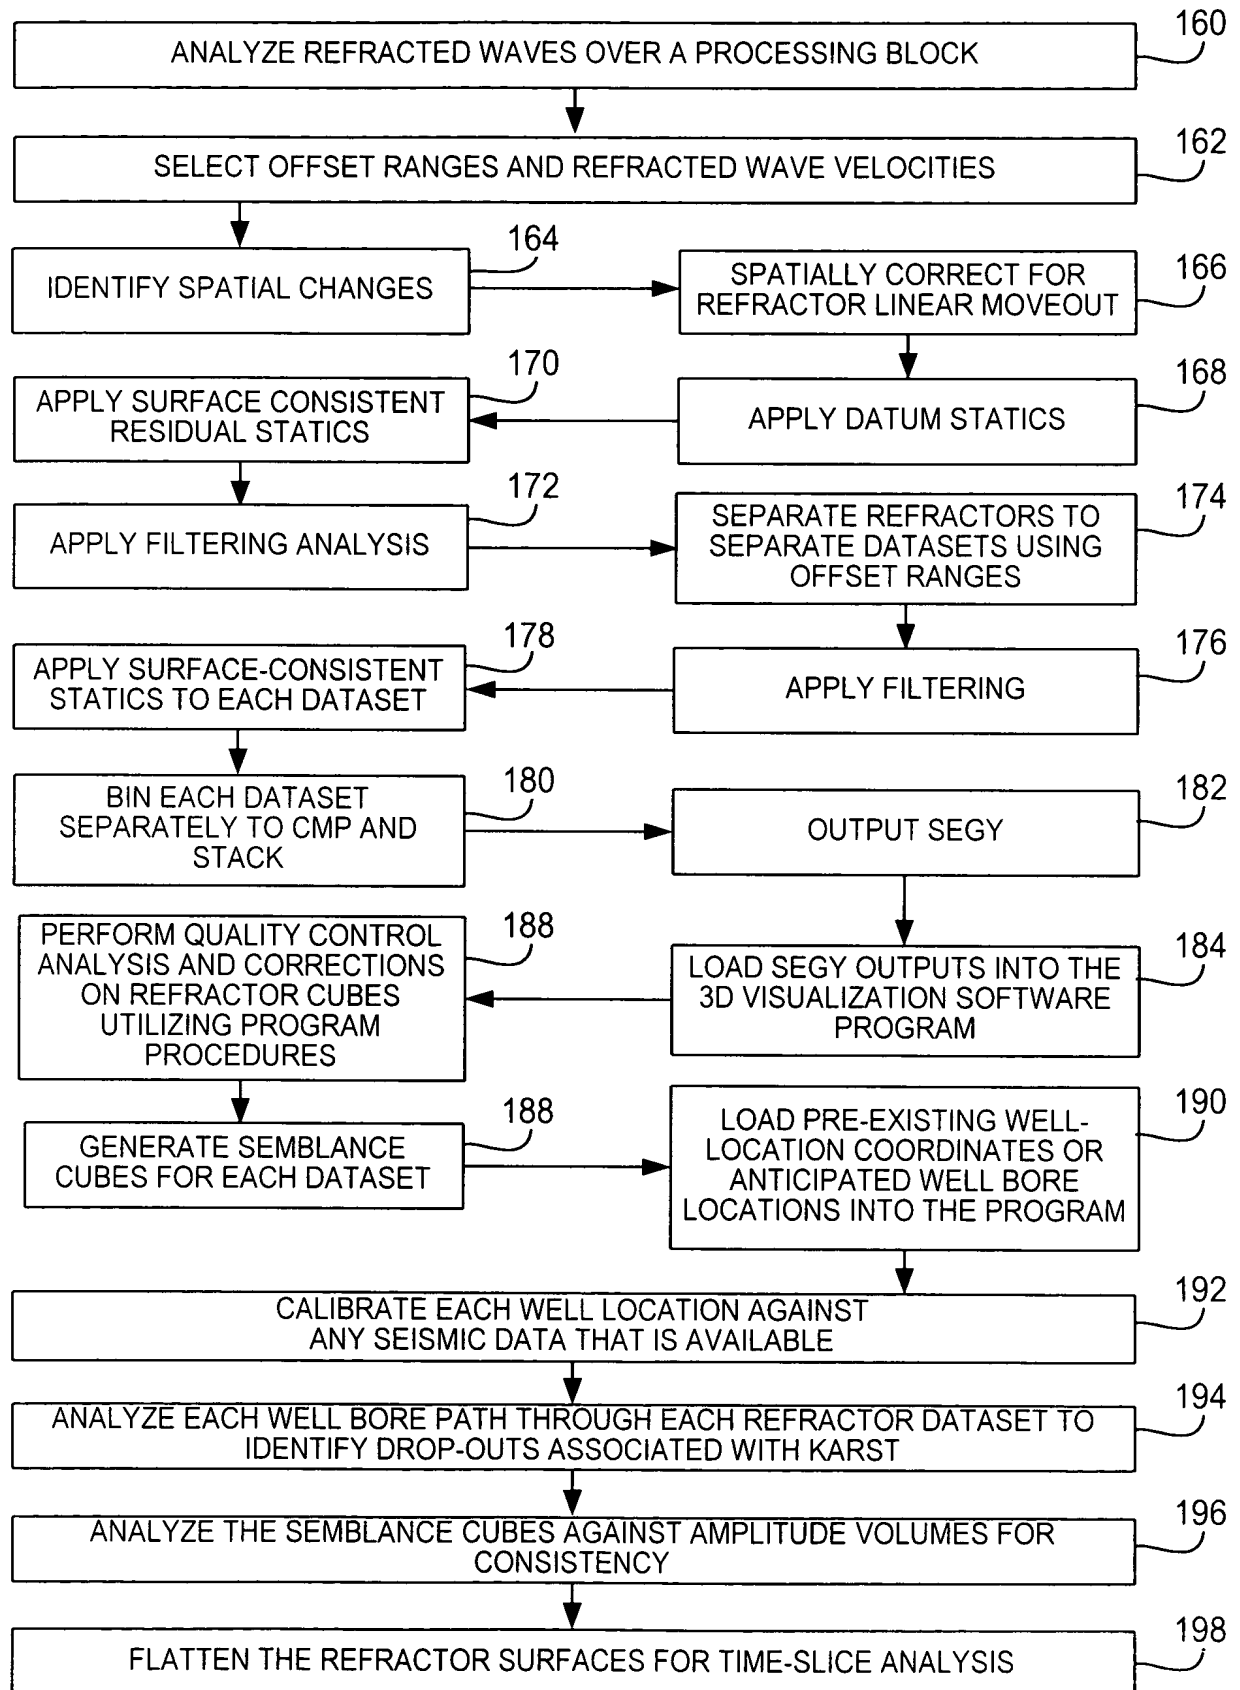 160
ANALYZE REFRACTED WAVES OVER A PROCESSING BLOCK
162
SELECT OFFSET RANGES AND REFRACTED WAVE VELOCITIES
164
IDENTIFY SPATIAL CHANGES
166
SPATIALLY CORRECT FOR
REFRACTOR LINEAR MOVEOUT
168
APPLY DATUM STATICS
170
APPLY SURFACE CONSISTENT
RESIDUAL STATICS
172
APPLY FILTERING ANALYSIS
174
SEPARATE REFRACTORS TO
SEPARATE DATASETS USING
OFFSET RANGES
176
APPLY FILTERING
178
APPLY SURFACE-CONSISTENT
STATICS TO EACH DATASET
180
BIN EACH DATASET
SEPARATELY TO CMP AND
STACK
182
OUTPUT SEGY
184
LOAD SEGY OUTPUTS INTO THE
3D VISUALIZATION SOFTWARE
PROGRAM
188
PERFORM QUALITY CONTROL
ANALYSIS AND CORRECTIONS
ON REFRACTOR CUBES
UTILIZING PROGRAM
PROCEDURES
188
GENERATE SEMBLANCE
CUBES FOR EACH DATASET
190
LOAD PRE-EXISTING WELL-
LOCATION COORDINATES OR
ANTICIPATED WELL BORE
LOCATIONS INTO THE PROGRAM
192
CALIBRATE EACH WELL LOCATION AGAINST
ANY SEISMIC DATA THAT IS AVAILABLE
194
ANALYZE EACH WELL BORE PATH THROUGH EACH REFRACTOR DATASET TO
IDENTIFY DROP-OUTS ASSOCIATED WITH KARST
196
ANALYZE THE SEMBLANCE CUBES AGAINST AMPLITUDE VOLUMES FOR
CONSISTENCY
198
FLATTEN THE REFRACTOR SURFACES FOR TIME-SLICE ANALYSIS